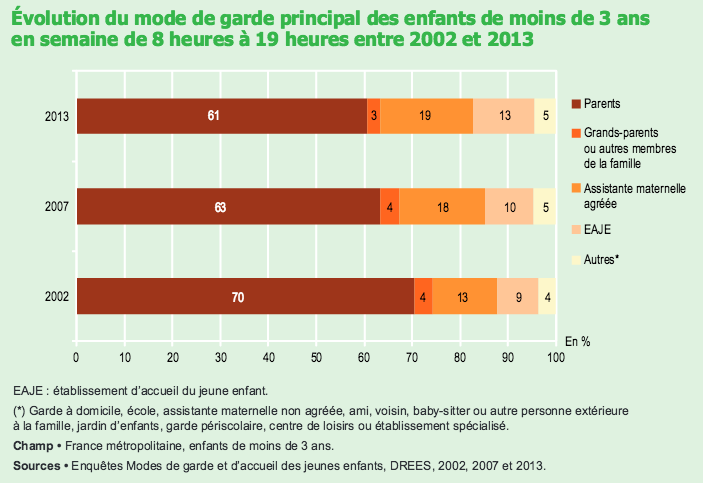 Évolution du mode de garde principal des enfants de moins de 3 ans
en semaine de 8 heures à 19 heures entre 2002 et 2013
2013 61 3 19 13 5
2007 63 4 18 10 5
2002 70 4 13 9 4
0 10 20 30 40 50 60 70 80 90 100
En %
Parents
Grands-parents
ou autres membres
de la famille
Assistante maternelle
agréée
EAJE
Autres*
EAJE : établissement d'accueil du jeune enfant.
(*) Garde à domicile, école, assistante maternelle non agréée, ami, voisin, baby-sitter ou autre personne extérieure
à la famille, jardin d'enfants, garde périscolaire, centre de loisirs ou établissement spécialisé.
Champ • France métropolitaine, enfants de moins de 3 ans.
Sources • Enquêtes Modes de garde et d'accueil des jeunes enfants, DREES, 2002, 2007 et 2013.